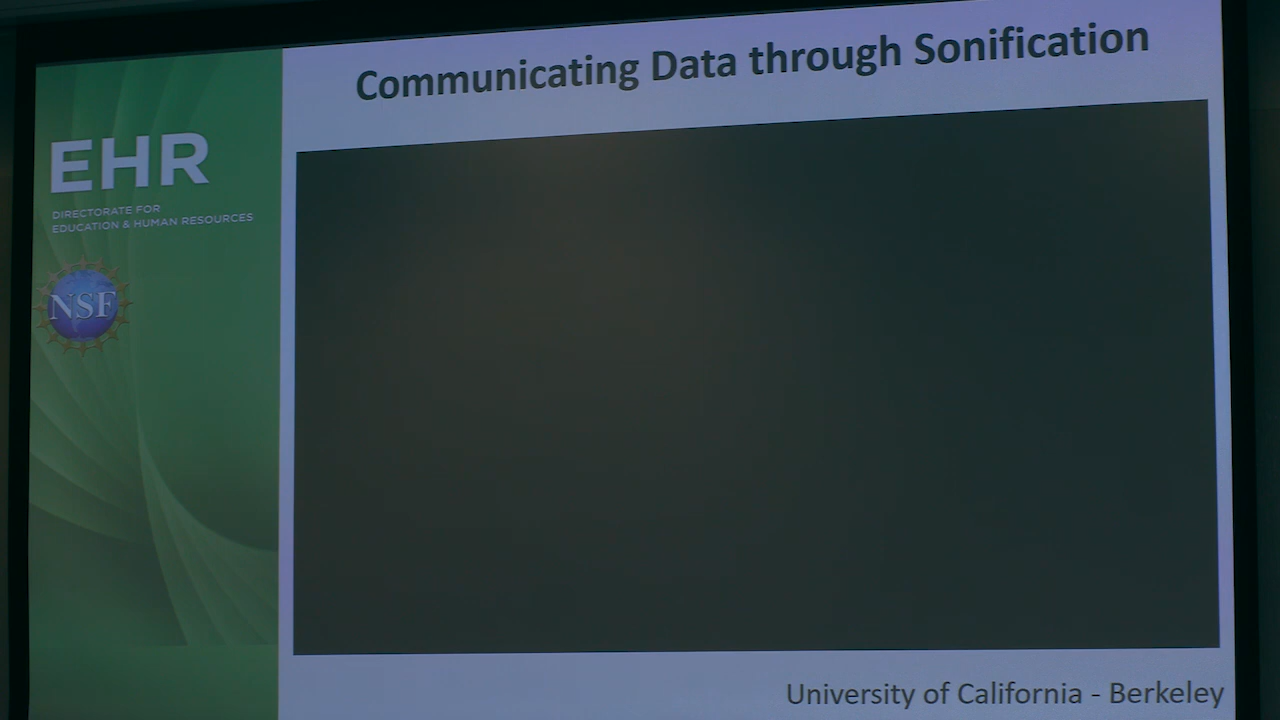 Communicating Data through Sonification
EHR
DIRECTORATE FOR
EDUCATION & HUMAN RESOURCES
NSF
University of California - Berkeley